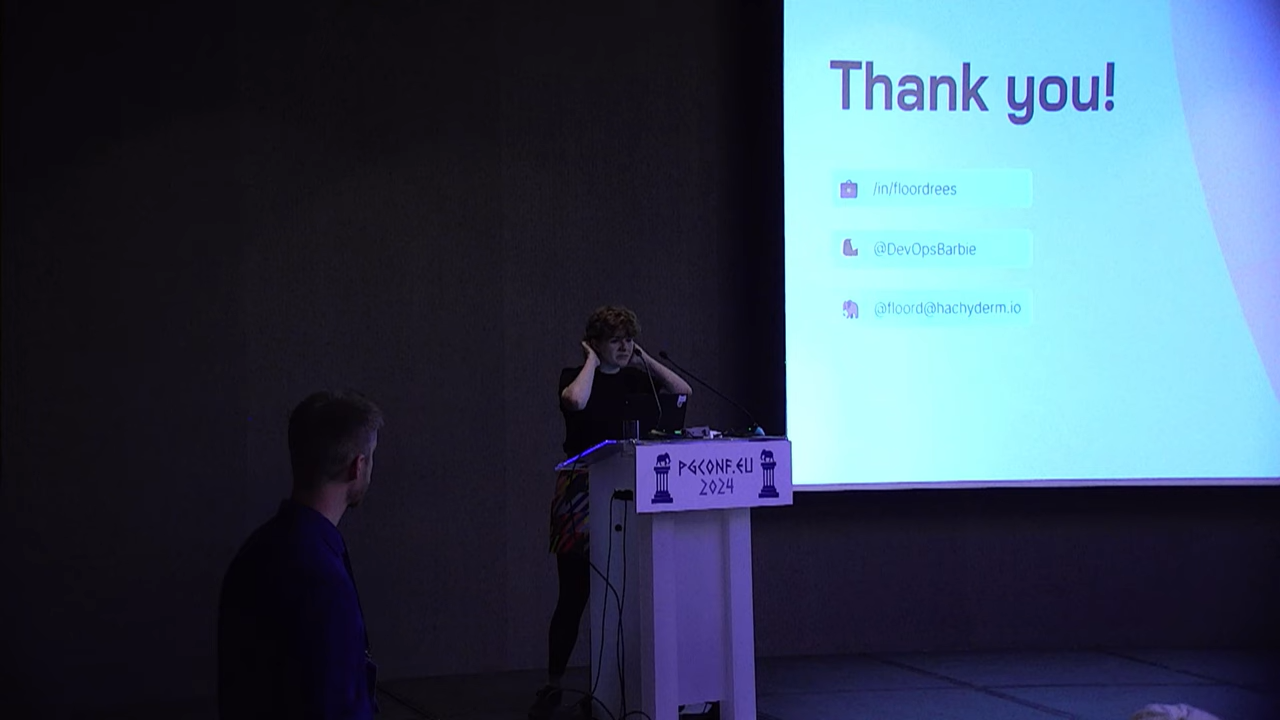 Thank you!
/in/floordrees
@DevOpsBarbie
@floord@hachyderm.io
PGCONF.EU
2024